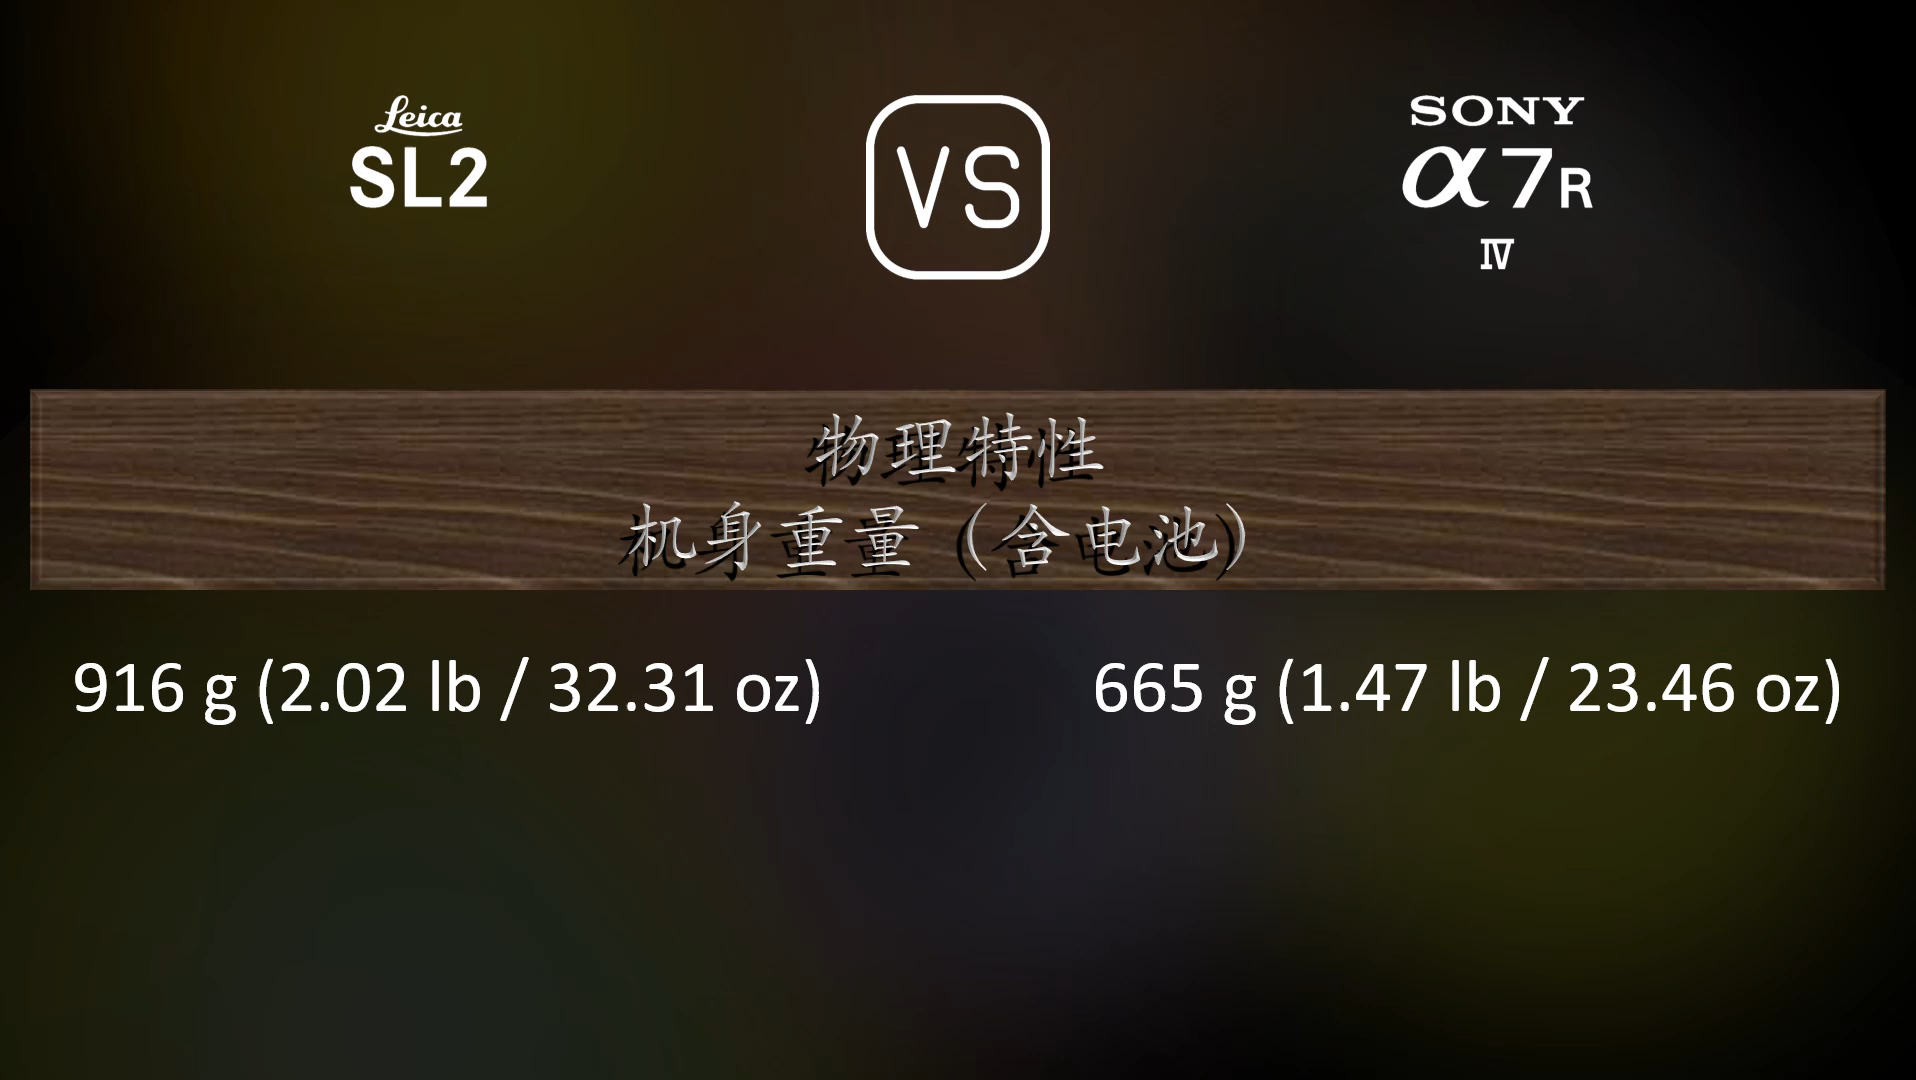 Leica
SL2
VS
SONY
α7R
IV
物理特性
机身重量（含电池）
916 g (2.02 lb / 32.31 oz)
665 g (1.47 lb / 23.46 oz)